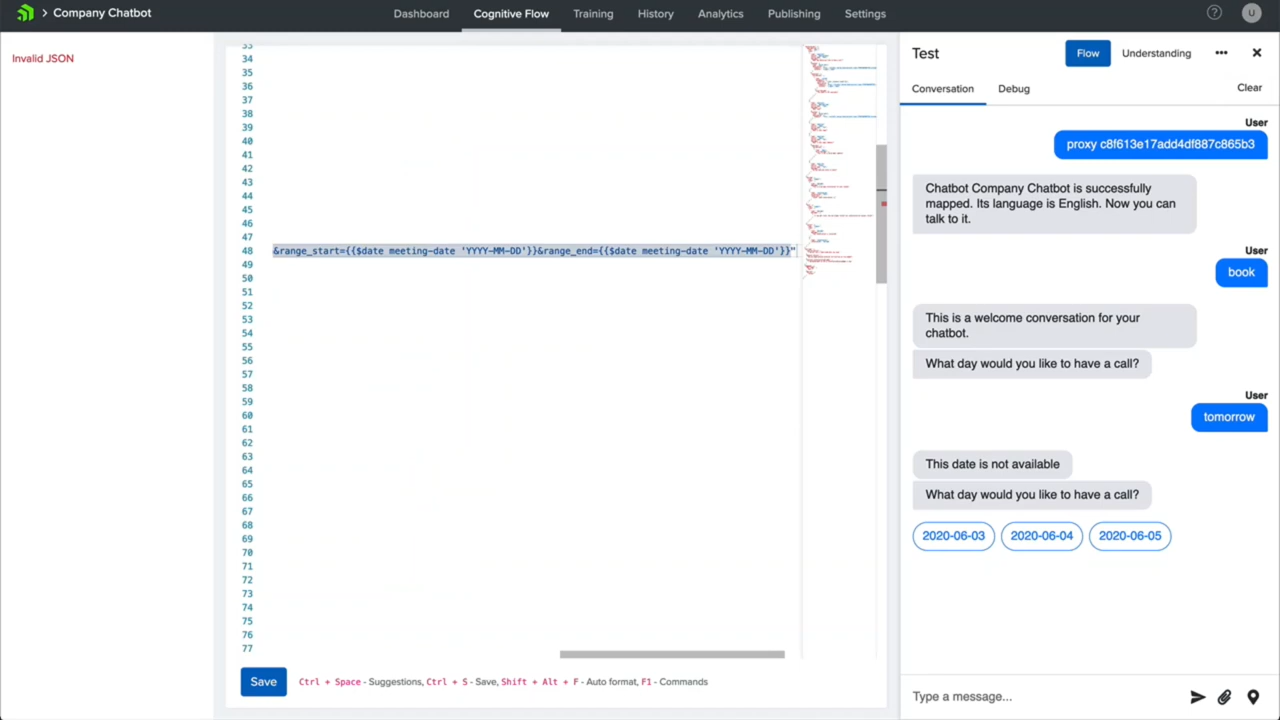 Company Chatbot
Dashboard
Cognitive Flow
Training
History
Analytics
Publishing
Settings
?
U
Invalid JSON
33
34
35
36
37
38
39
40
41
42
43
44
45
46
47
48 &range_start={{$date meeting-date 'YYYY-MM-DD'}}&range_end={{$date meeting-date 'YYYY-MM-DD'}}"
49
50
51
52
53
54
55
56
57
58
59
60
61
62
63
64
65
66
67
68
69
70
71
72
73
74
75
76
77
Save
Ctrl + Space - Suggestions, Ctrl + S - Save, Shift + Alt + F - Auto format, F1 - Commands
Test
Flow
Understanding
Conversation
Debug
Clear
User
Chatbot Company Chatbot is successfully
mapped. Its language is English. Now you can
talk to it.
book
This is a welcome conversation for your
chatbot.
What day would you like to have a call?
User
tomorrow
This date is not available
What day would you like to have a call?
2020-06-03
2020-06-04
2020-06-05
Type a message...